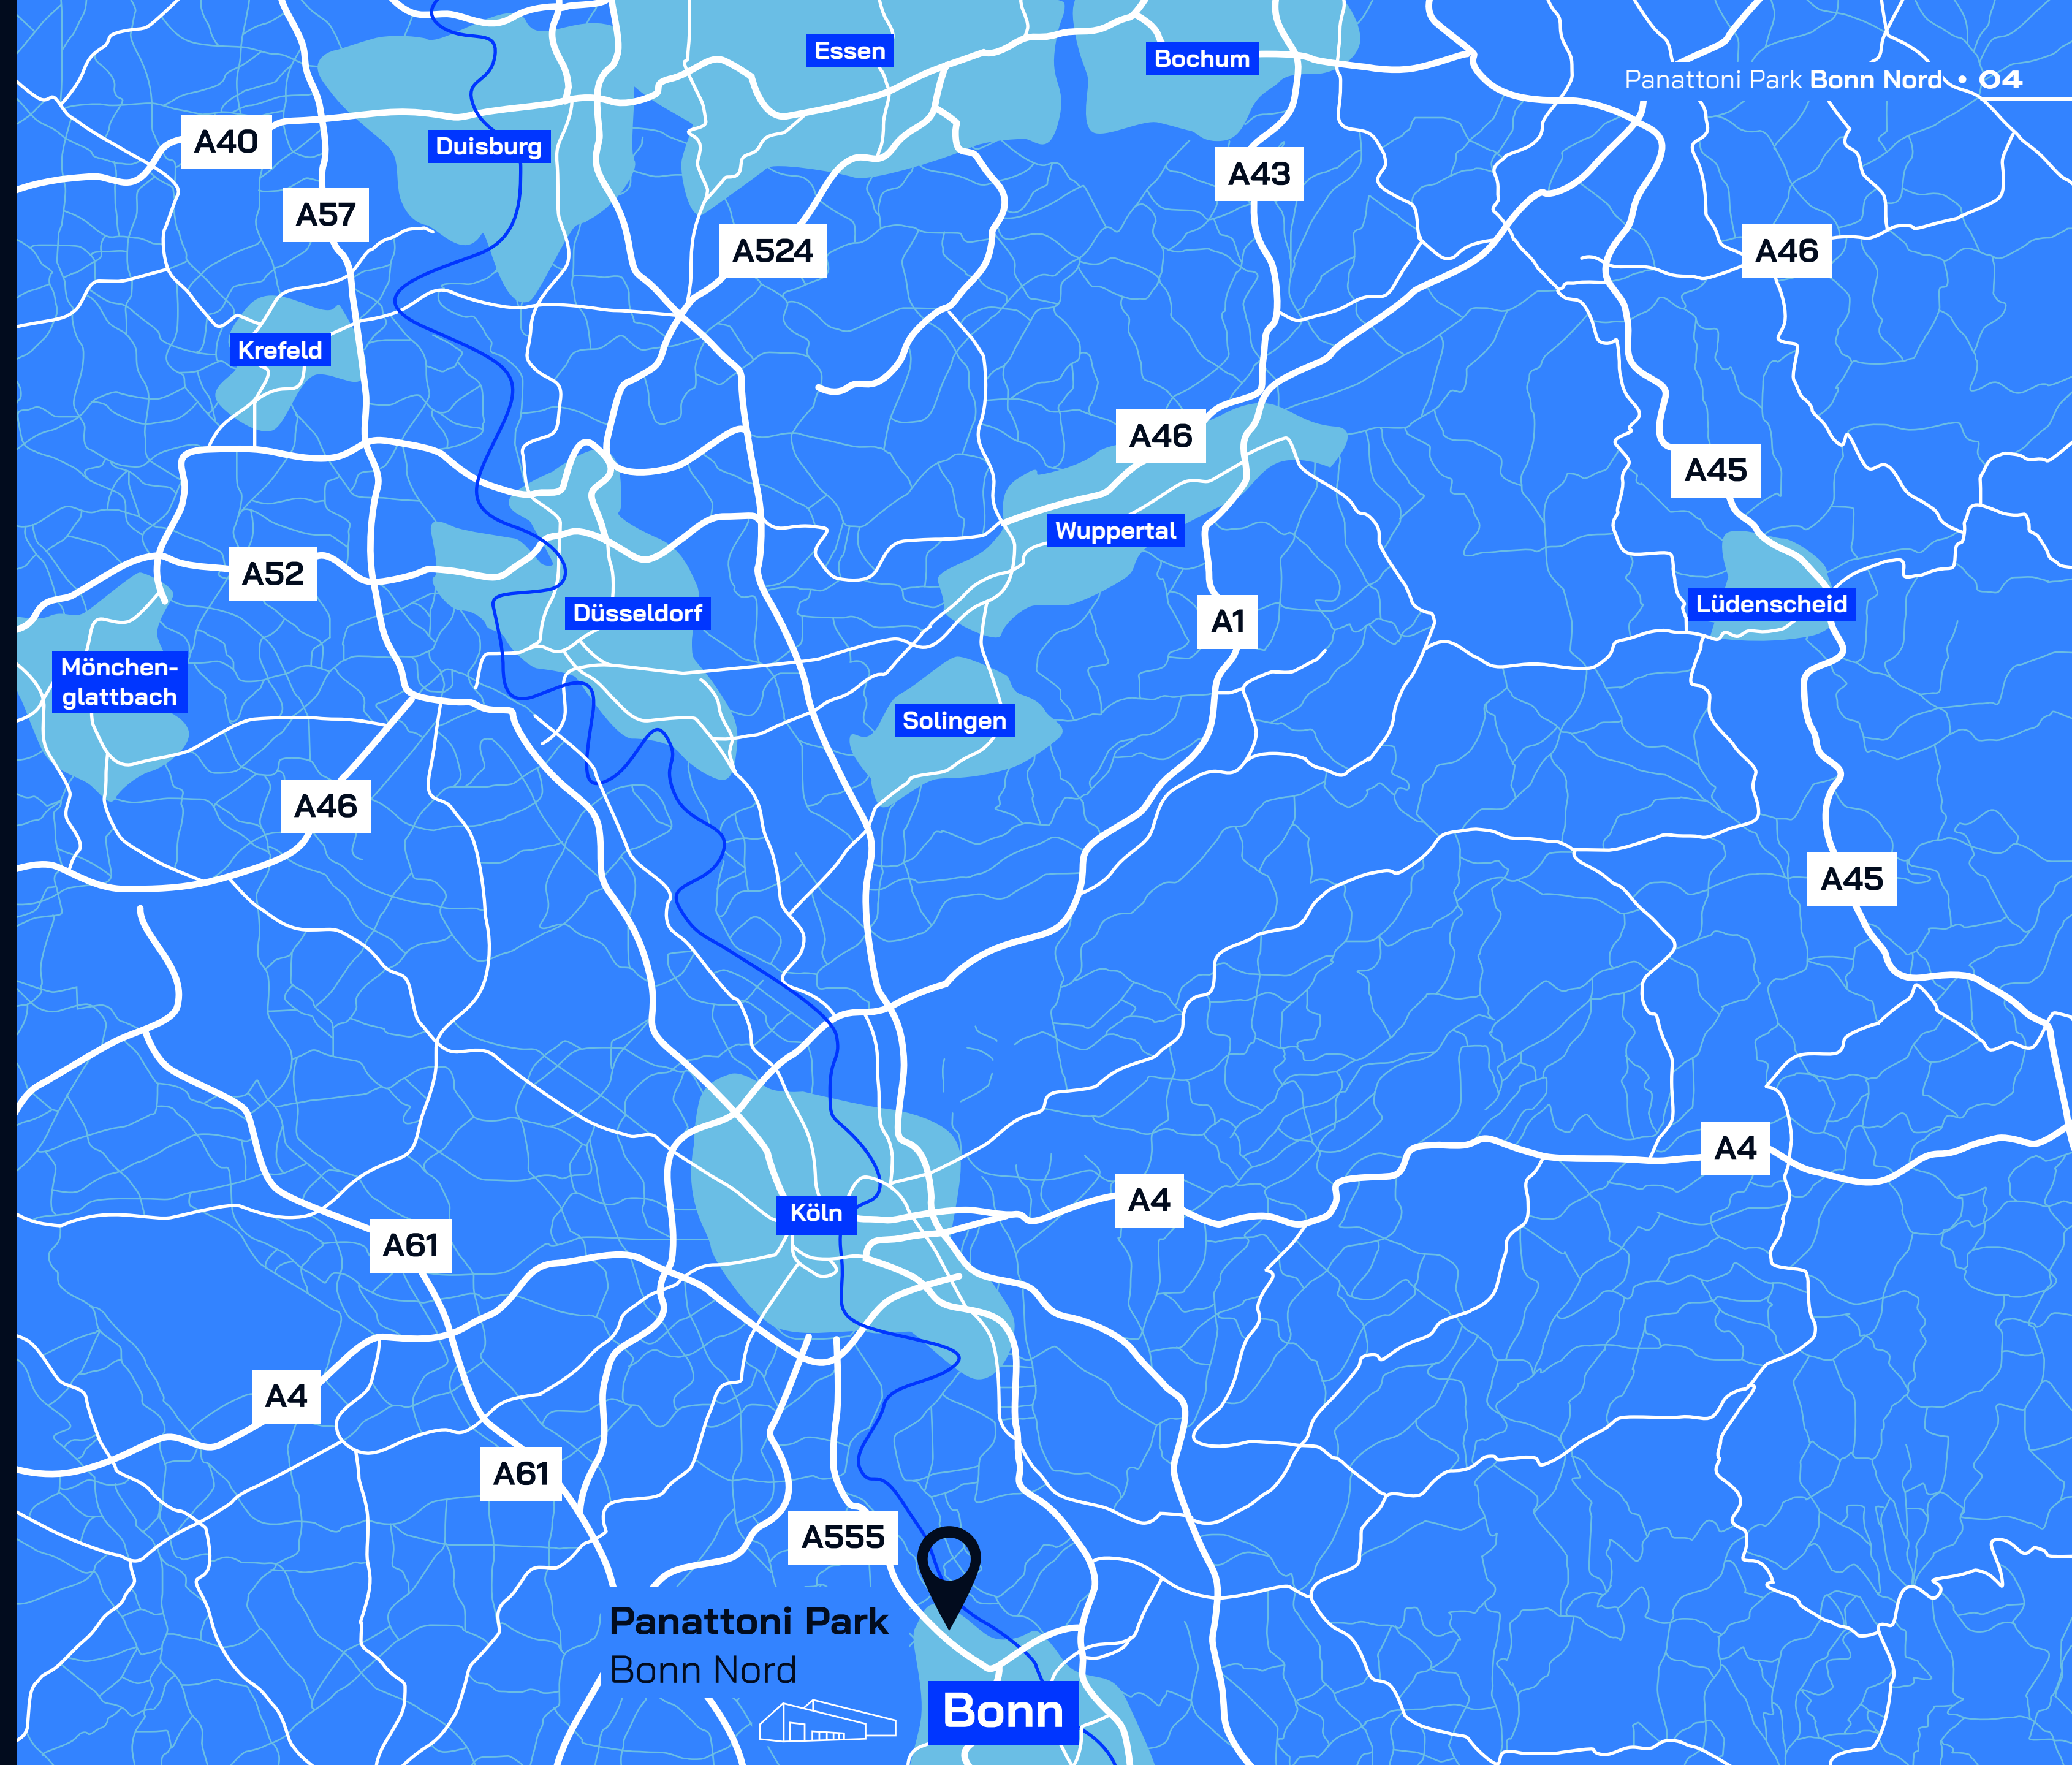 Essen
Bochum
Panattoni Park Bonn Nord • 04
A40
Duisburg
A43
A57
A524
A46
Krefeld
A46
A45
Wuppertal
A52
Düsseldorf
A1
Lüdenscheid
Mönchen-
glattbach
Solingen
A46
A45
A4
A4
Köln
A61
A4
A61
A555
Panattoni Park
Bonn Nord
Bonn